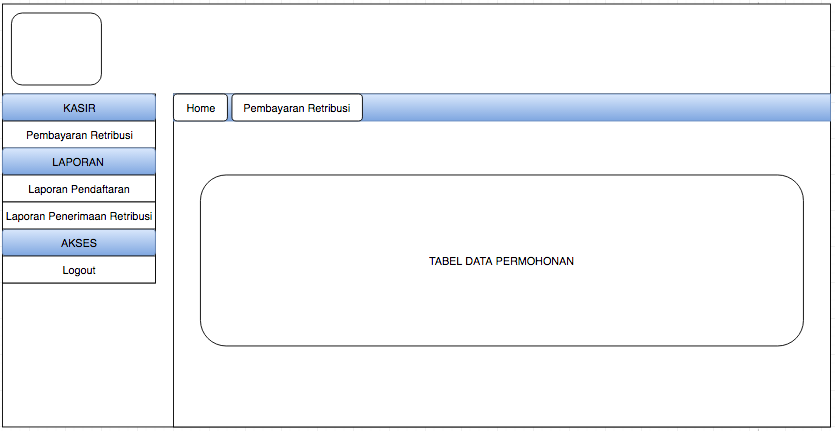 KASIR
Pembayaran Retribusi
LAPORAN
Laporan Pendaftaran
Laporan Penerimaan Retribusi
AKSES
Logout
Home
Pembayaran Retribusi
TABEL DATA PERMOHONAN